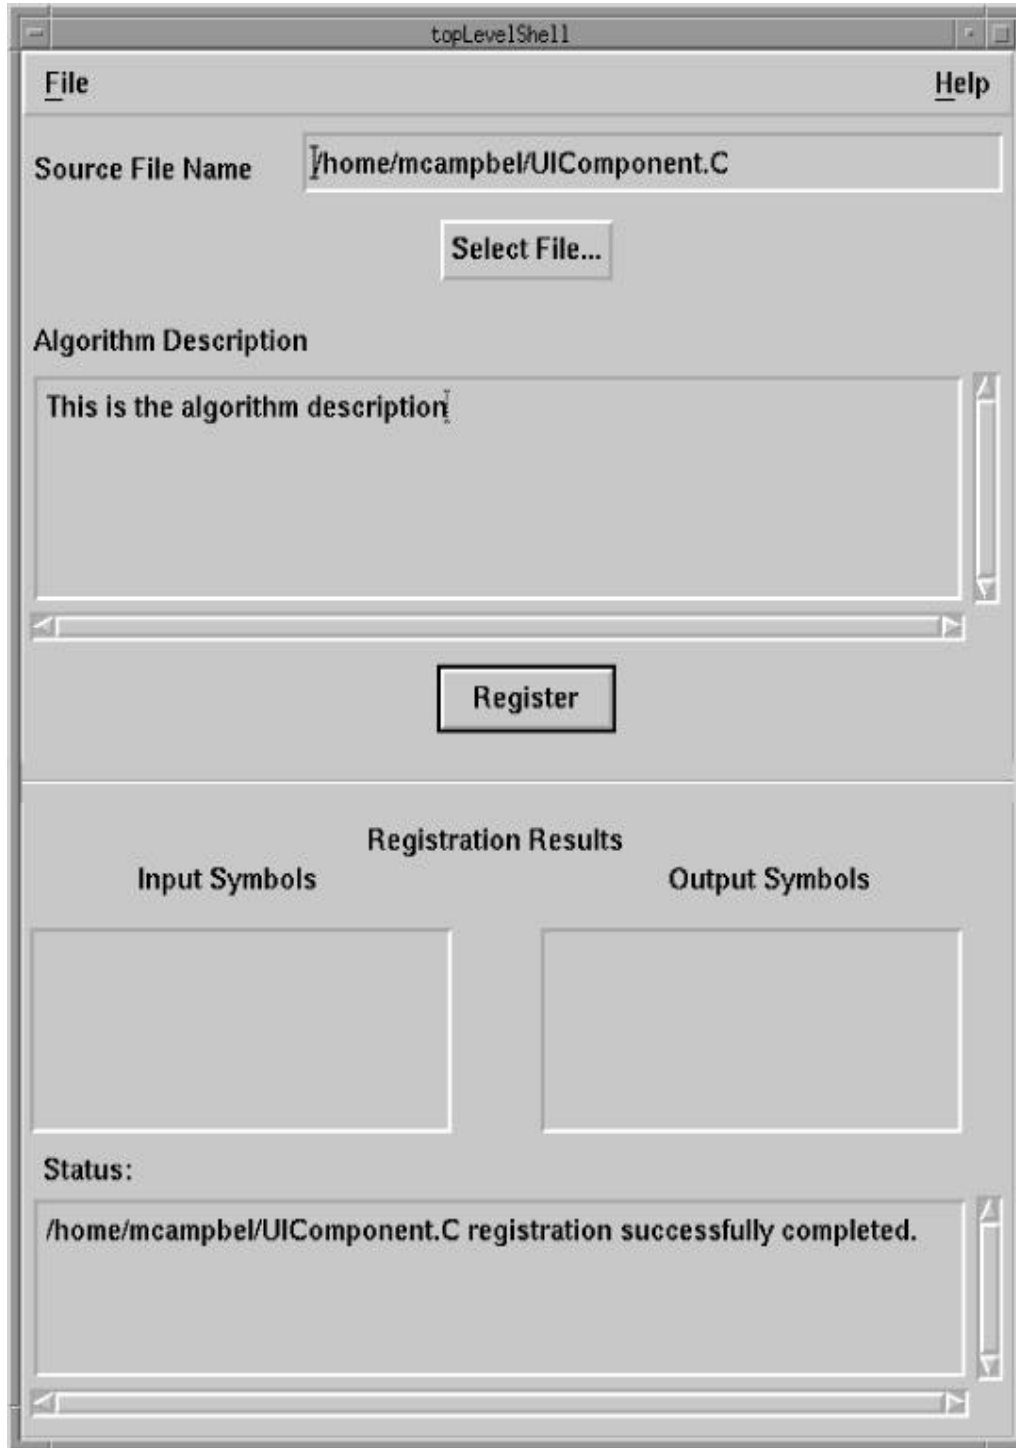 topLevelShell
File Help
Source File Name /home/mcampbel/UIComponent.C
Select File...
Algorithm Description
This is the algorithm description
Register
Registration Results
Input Symbols Output Symbols
Status:
/home/mcampbel/UIComponent.C registration successfully completed.